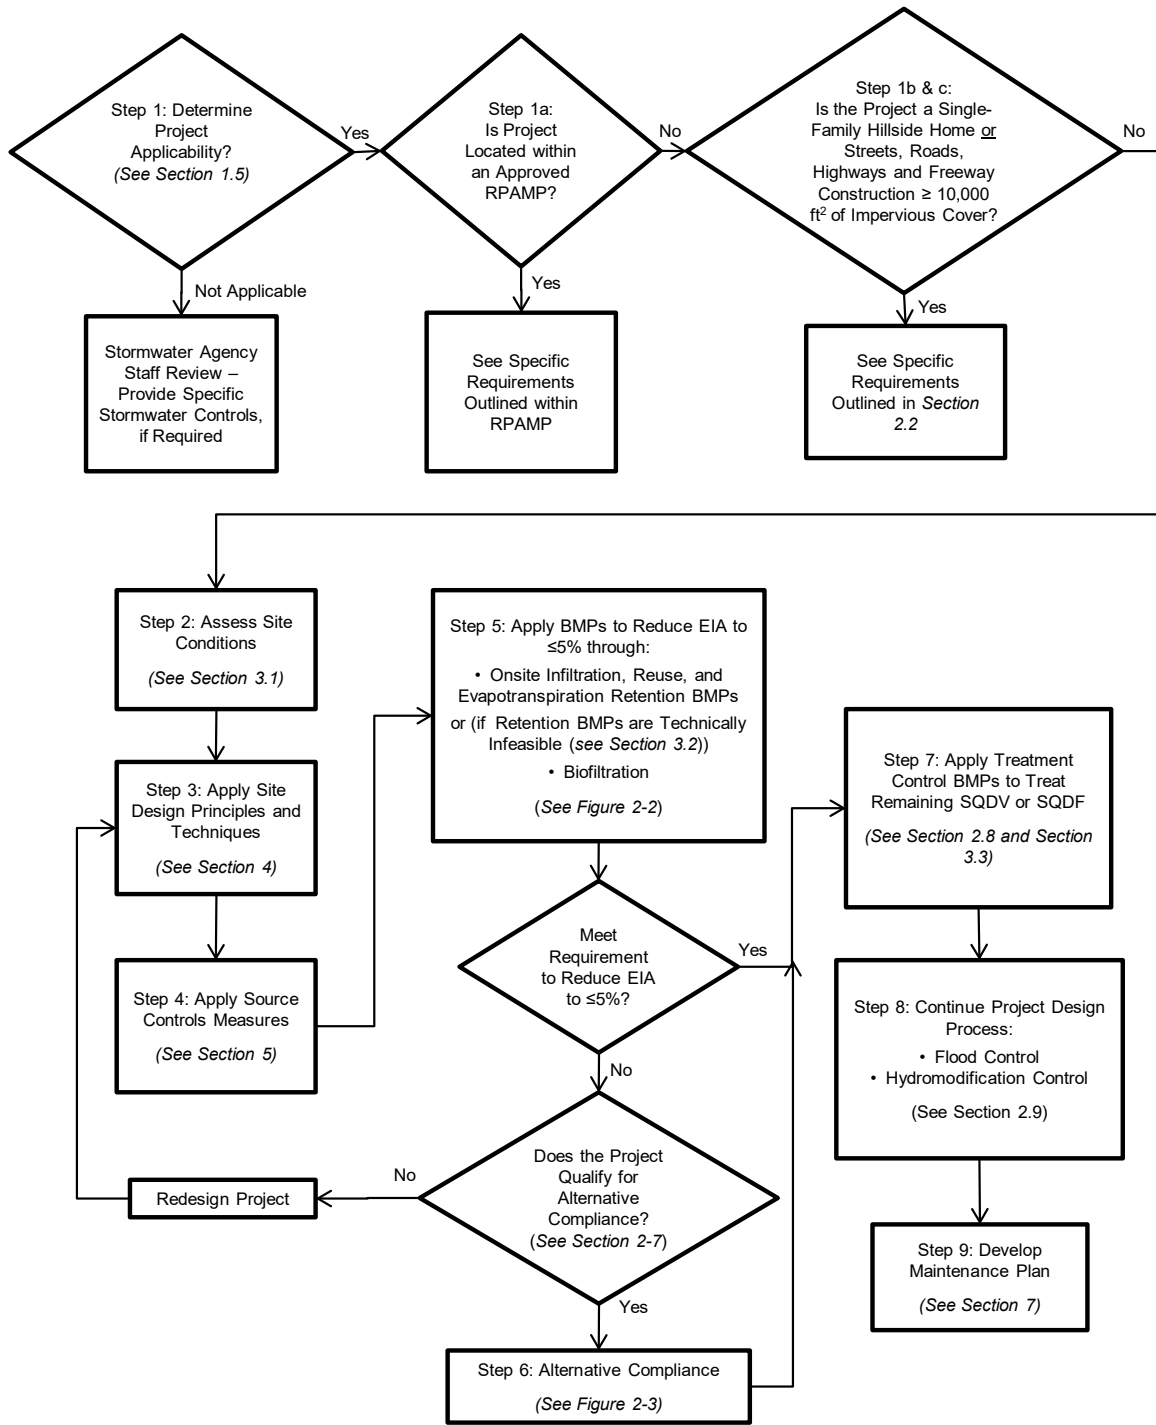 Step 1: Determine
Project
Applicability?
(See Section 1.5)
Yes
Not Applicable
Stormwater Agency
Staff Review –
Provide Specific
Stormwater Controls,
if Required
Step 1a:
Is Project
Located within
an Approved
RPAMP?
No
Yes
See Specific
Requirements
Outlined within
RPAMP
Step 1b & c:
Is the Project a Single-
Family Hillside Home or
Streets, Roads,
Highways and Freeway
Construction ≥ 10,000
ft² of Impervious Cover?
No
Yes
See Specific
Requirements
Outlined in Section
2.2
Step 2: Assess Site
Conditions
(See Section 3.1)
Step 3: Apply Site
Design Principles and
Techniques
(See Section 4)
Step 4: Apply Source
Controls Measures
(See Section 5)
Step 5: Apply BMPs to Reduce EIA to
≤5% through:
• Onsite Infiltration, Reuse, and
Evapotranspiration Retention BMPs
or (if Retention BMPs are Technically
Infeasible (see Section 3.2))
• Biofiltration
(See Figure 2-2)
Meet
Requirement
to Reduce EIA
to ≤5%?
Yes
No
Does the Project
Qualify for
Alternative
Compliance?
(See Section 2-7)
No
Redesign Project
Yes
Step 6: Alternative Compliance
(See Figure 2-3)
Step 7: Apply Treatment
Control BMPs to Treat
Remaining SQDV or SQDF
(See Section 2.8 and Section
3.3)
Step 8: Continue Project Design
Process:
• Flood Control
• Hydromodification Control
(See Section 2.9)
Step 9: Develop
Maintenance Plan
(See Section 7)